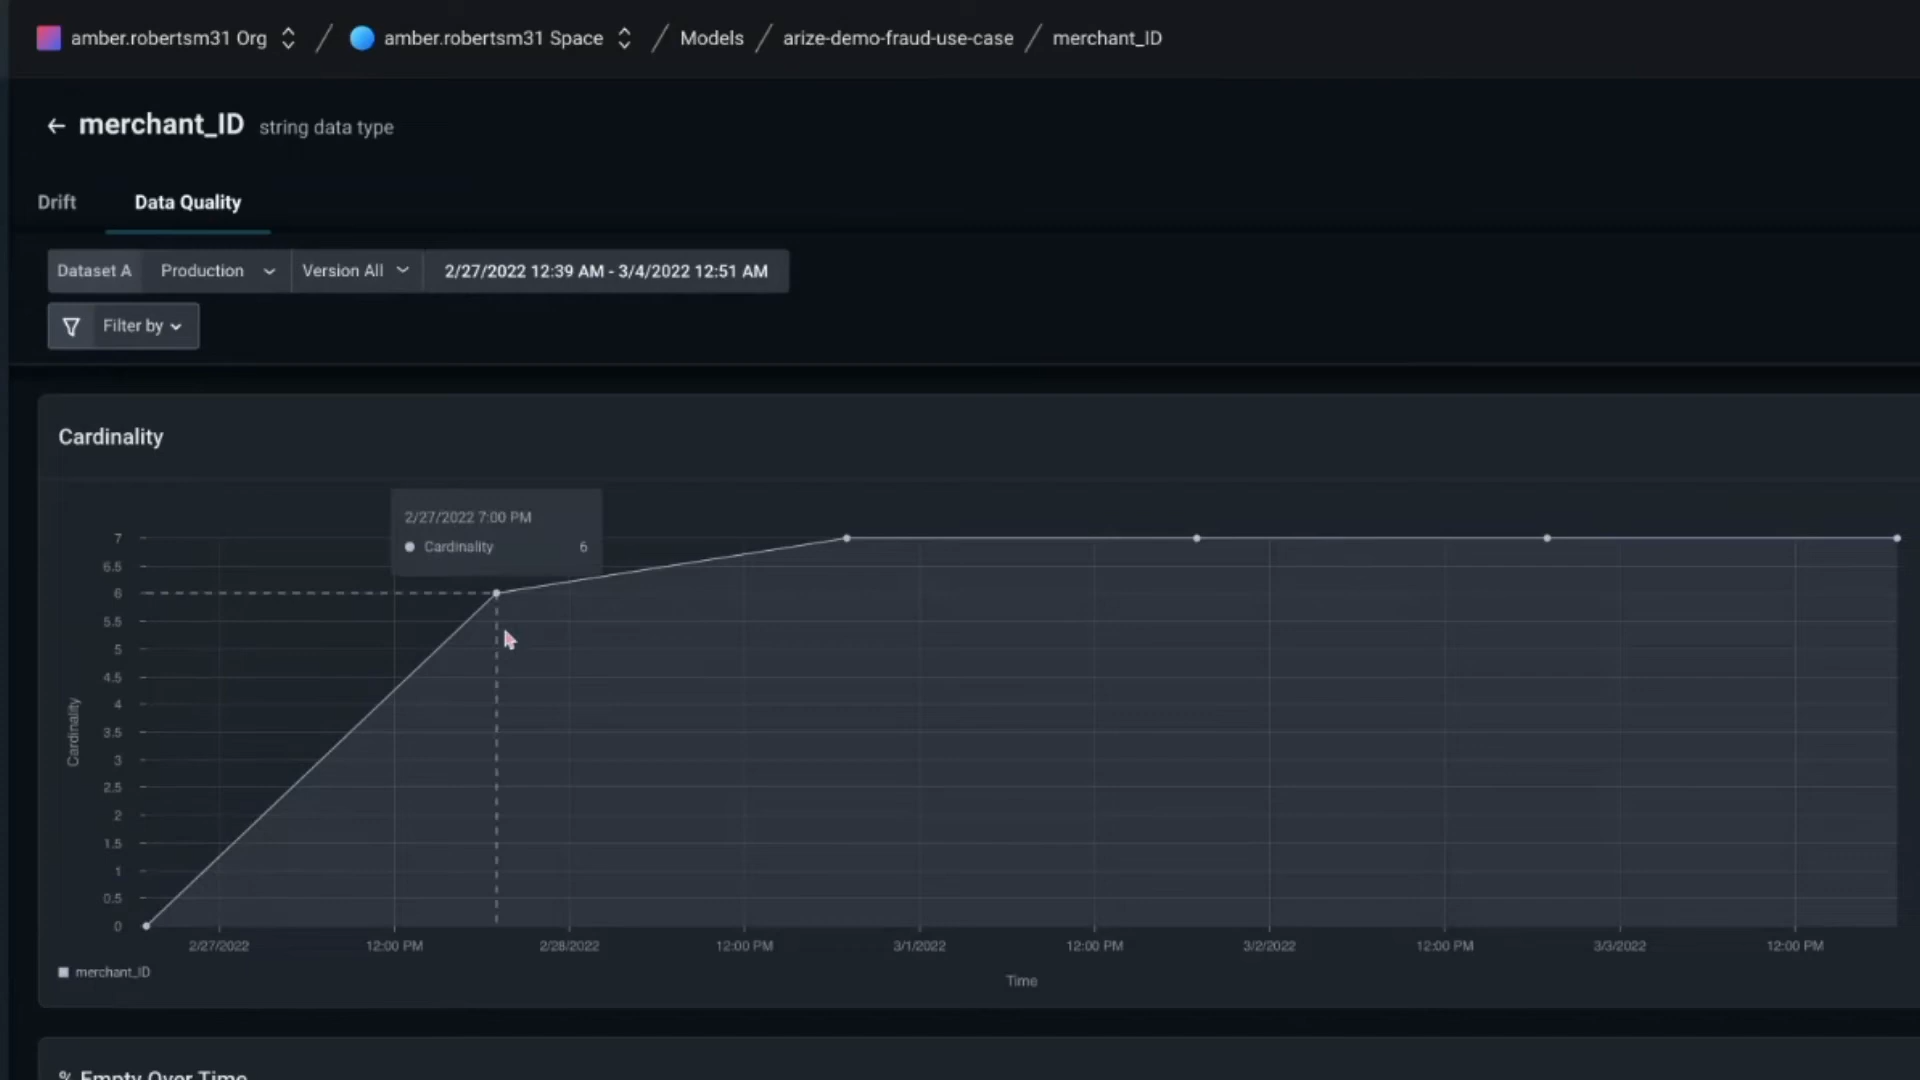 amber.robertsm31 Org / amber.robertsm31 Space / Models / arize-demo-fraud-use-case / merchant_ID
← merchant_ID string data type
Drift Data Quality
Dataset A Production Version All 2/27/2022 12:39 AM - 3/4/2022 12:51 AM
Filter by
Cardinality
2/27/2022 7:00 PM
Cardinality 6
7
6.5
6
5.5
5
4.5
4
3.5
3
2.5
2
1.5
1
0.5
0
Cardinality
2/27/2022 12:00 PM 2/28/2022 12:00 PM 3/1/2022 12:00 PM 3/2/2022 12:00 PM 3/3/2022 12:00 PM
merchant_ID
Time
% Empty Over Time